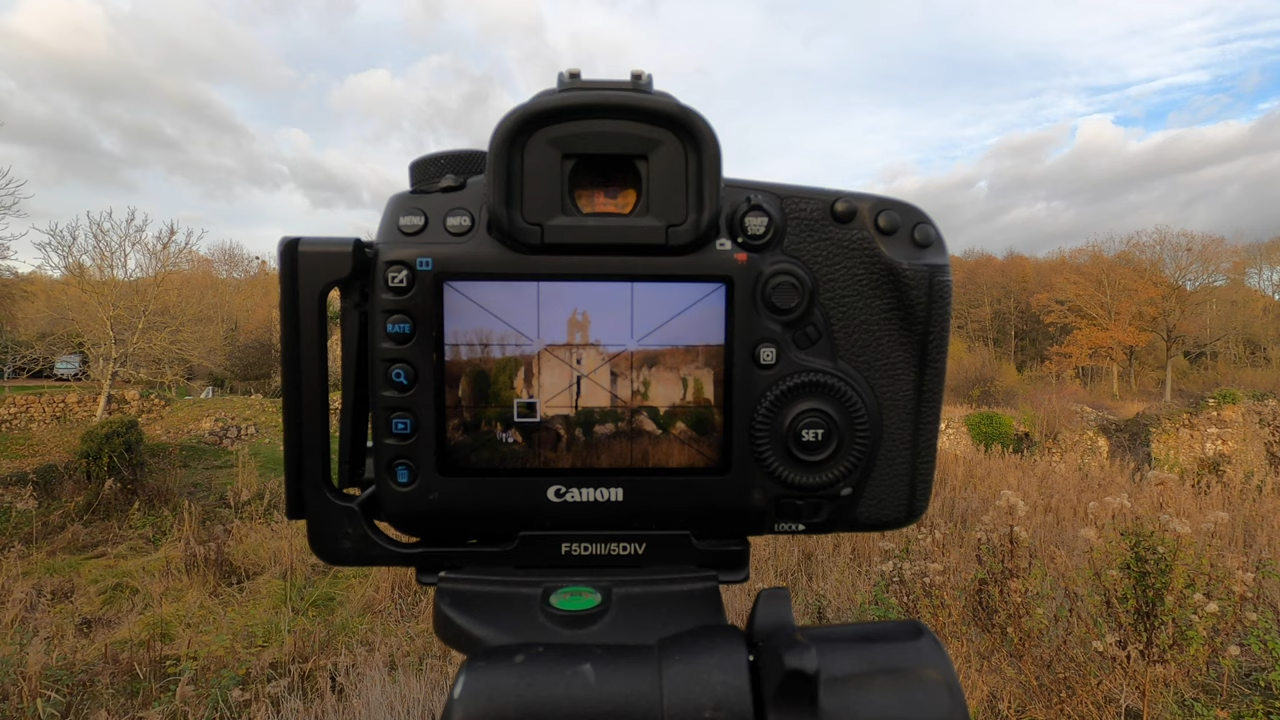 MENU
INFO.
START/
STOP
RATE
SET
Canon
LOCK▶
F5DIII/5DIV